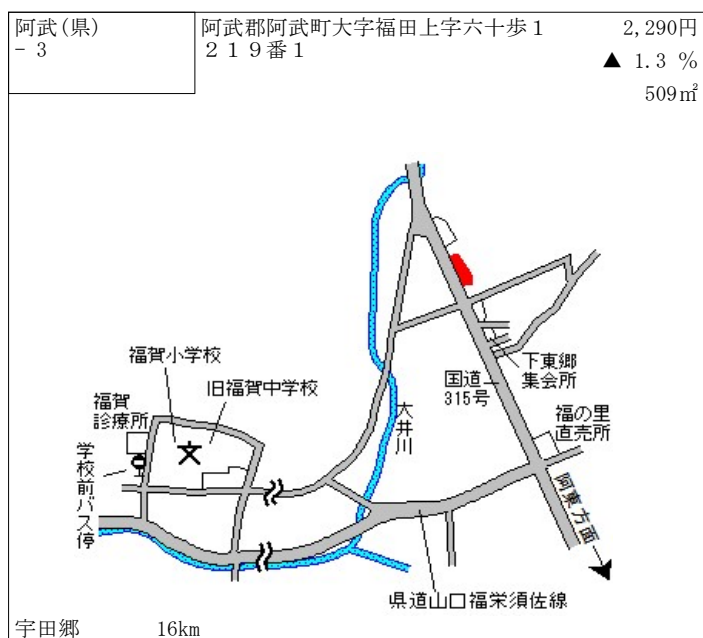 阿武(県)
－ 3
阿武郡阿武町大字福田上字六十歩１
２１９番１
2,290円
▲ 1.3 %
509㎡
福賀小学校
旧福賀中学校
福賀
診療所
学校前バス停
大井川
国道
315号
下東郷
集会所
福の里
直売所
阿東方面
県道山口福栄須佐線
宇田郷 16km